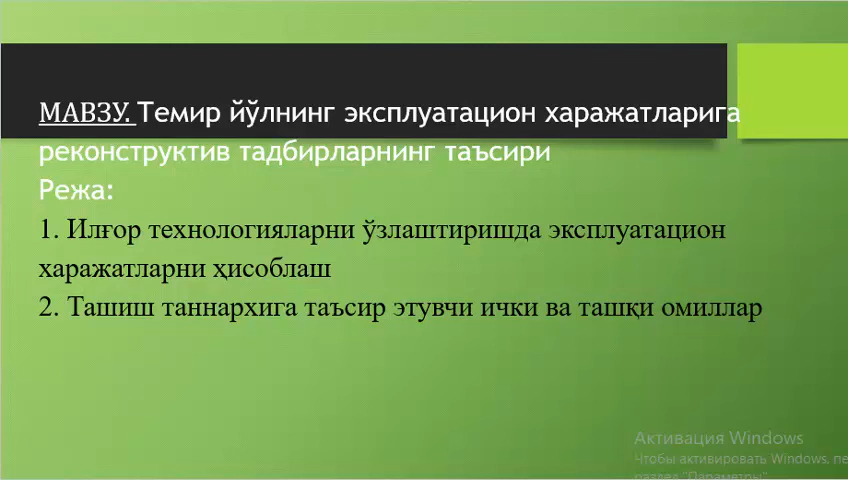 МАВЗУ. Темир йўлнинг эксплуатацион харажатларига
реконструктив тадбирларнинг таъсири
Режа:
1. Илғор технологияларни ўзлаштиришда эксплуатацион
харажатларни ҳисоблаш
2. Ташиш таннархига таъсир этувчи ички ва ташқи омиллар
Активация Windows
Чтобы активировать Windows, пе
раздел "Параметры"